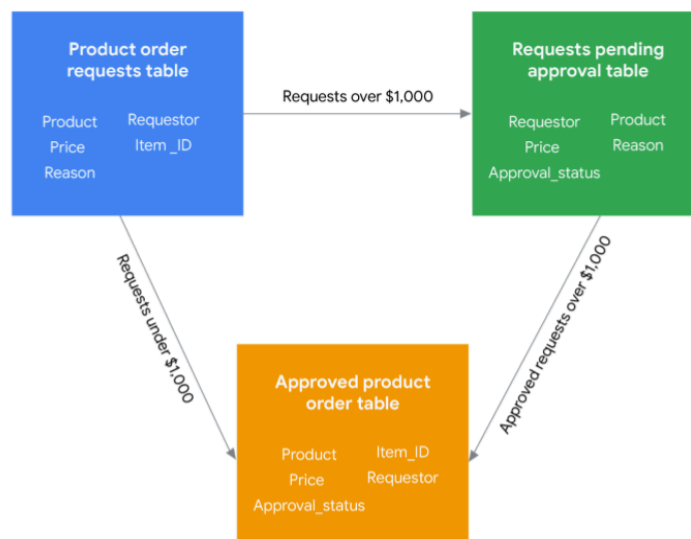 Product order
requests table
Product
Requestor
Price
Item _ID
Reason
Requests over $1,000
Requests pending
approval table
Requestor
Product
Price
Reason
Approval_status
Requests under $1,000
Approved requests over $1,000
Approved product
order table
Product
Item_ID
Price
Requestor
Approval_status